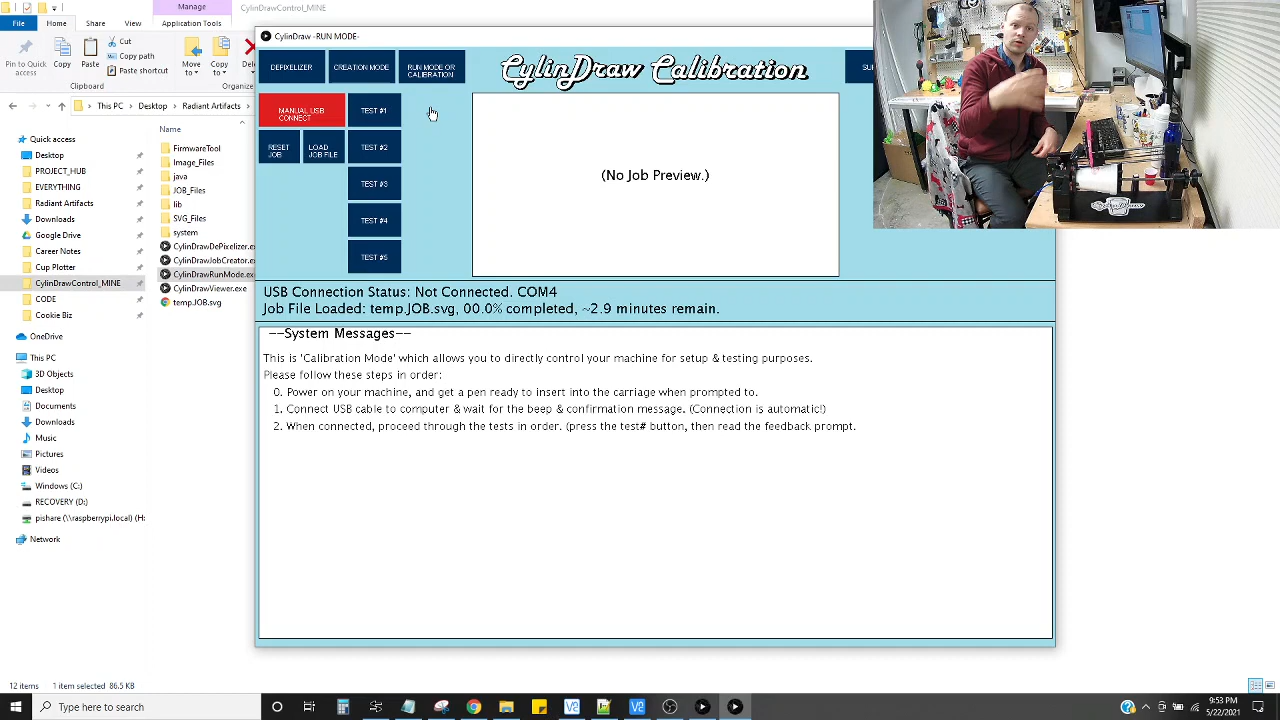 Manage
CylinDrawControl_MINE
File
Home
Share
View
Application Tools
Pin to Quick access
Copy
Paste
Cut
Copy path
Paste shortcut
Move to
Copy to
Clipboard
This PC
Desktop
Radiant Artifacts
Name
Quick access
Desktop
PROJECT_HUB
EVERYTHING
Radiant Artifacts
Downloads
Google Drive
Career Notes
Cup Plotter
CylinDrawControl_MINE
CODE
Cookie Biz
OneDrive
This PC
3D Objects
Desktop
Documents
Downloads
Music
Pictures
Videos
Windows (C:)
RECOVERY (D:)
pishare (\\raspberrypi.local) (H:
Network
FirmwareTool
Image_Files
java
JOB_Files
lib
SVG_Files
system
CylinDrawDePixelizer.ex
CylinDrawJobCreator.ex
CylinDrawRunMode.ex
CylinDrawViewer.exe
temp.JOB.svg
12 items
1 item selected 86.5 KB
CylinDraw -RUN MODE-
DEPIXELIZER
CREATION MODE
RUN MODE OR
CALIBRATION
CylinDraw Calibration
MANUAL USB
CONNECT
TEST #1
RESET
JOB
LOAD
JOB FILE
TEST #2
TEST #3
TEST #4
TEST #5
(No Job Preview.)
USB Connection Status: Not Connected. COM4
Job File Loaded: temp.JOB.svg, 00.0% completed, ~2.9 minutes remain.
--System Messages--
This is 'Calibration Mode' which allows you to directly control your machine for setup & testing purposes.
Please follow these steps in order:
0. Power on your machine, and get a pen ready to insert into the carriage when prompted to.
1. Connect USB cable to computer & wait for the beep & confirmation message. (Connection is automatic!)
2. When connected, proceed through the tests in order. (press the test# button, then read the feedback prompt.
CylinDraw
Type here to search
9:53 PM
5/22/2021